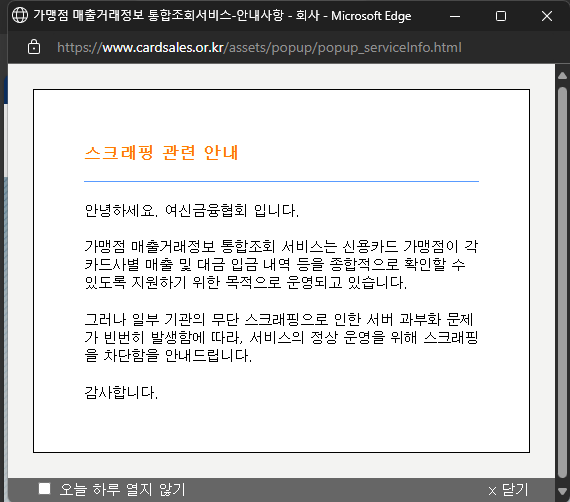 가맹점 매출거래정보 통합조회서비스-안내사항 - 회사 - Microsoft Edge
https://www.cardsales.or.kr/assets/popup/popup_serviceInfo.html
스크래핑 관련 안내
안녕하세요. 여신금융협회 입니다.
가맹점 매출거래정보 통합조회 서비스는 신용카드 가맹점이 각
카드사별 매출 및 대금 입금 내역 등을 종합적으로 확인할 수
있도록 지원하기 위한 목적으로 운영되고 있습니다.
그러나 일부 기관의 무단 스크래핑으로 인한 서버 과부화 문제
가 빈번히 발생함에 따라, 서비스의 정상 운영을 위해 스크래핑
을 차단함을 안내드립니다.
감사합니다.
오늘 하루 열지 않기
x 닫기